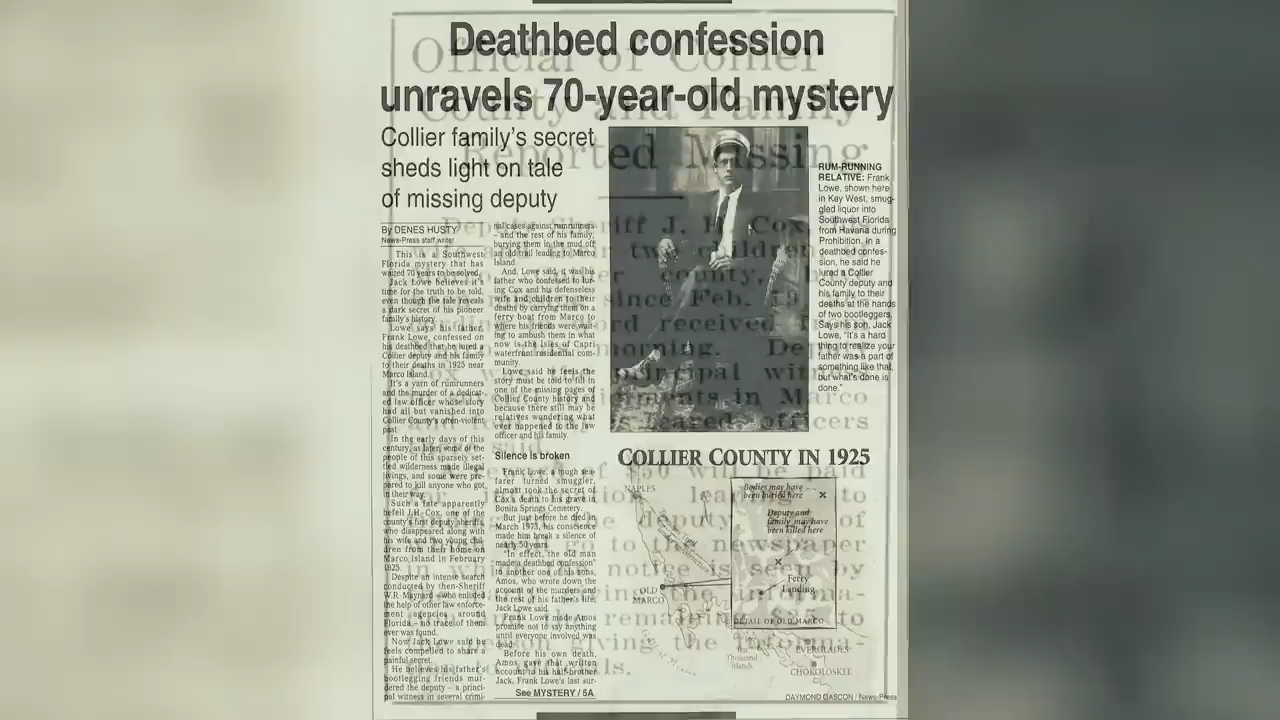 Deathbed confession
unravels 70-year-old mystery
Collier family's secret
sheds light on tale
of missing deputy
By DENES HUSTY
News-Press staff writer
This is a Southwest
Florida mystery that has
waited 70 years to be solved.
Jack Lowe believes it's
time for the truth to be told,
even though the tale reveals
a dark secret of his pioneer
family's history.
Lowe says his father,
Frank Lowe, confessed on
his deathbed that he lured a
Collier deputy and his family
to their deaths in 1925 near
Marco Island.
It's a yarn of rumrunners
and the murder of a dedicat-
ed law officer whose story
had all but vanished into
Collier County's often-violent
past.
In the early days of this
century, as later, some of the
people of this sparsely set-
tled wilderness made illegal
livings, and some were pre-
pared to kill anyone who got
in their way.
Such a fate apparently
befell J.H. Cox, one of the
county's first deputy sheriffs,
who disappeared along with
his wife and two young chil-
dren from their home on
Marco Island in February
1925.
Despite an intense search
conducted by then-Sheriff
W.R. Maynard – who enlisted
the help of other law enforce-
ment agencies around
Florida – no trace of them
ever was found.
Now Jack Lowe said he
feels compelled to share a
painful secret.
He believes his father's
bootlegging friends mur-
dered the deputy – a princi-
pal witness in several crimi-
nal cases against rumrunners
– and the rest of his family,
burying them in the mud off
an old trail leading to Marco
Island.
And, Lowe said, it was his
father who confessed to lur-
ing Cox and his defenseless
wife and children to their
deaths by carrying them on a
ferry boat from Marco to
where his friends were wait-
ing to ambush them in what
now is the Isles of Capri
waterfront residential com-
munity.
Lowe said he feels the
story must be told to fill in
one of the missing pages of
Collier County history and
because there still may be
relatives wondering what
ever happened to the law
officer and his family.
Silence is broken
Frank Lowe, a tough sea-
farer turned smuggler,
almost took the secret of
Cox's death to his grave in
Bonita Springs Cemetery.
But just before he died in
March 1973, his conscience
made him break a silence of
nearly 50 years.
"In effect, the old man
made a deathbed confession"
to another one of his sons,
Amos, who wrote down the
account of the murders and
the rest of his father's life,
Jack Lowe said.
Frank Lowe made Amos
promise not to say anything
until everyone involved was
dead.
Before his own death,
Amos gave that written
account to his half-brother
Jack, Frank Lowe's last sur-
See MYSTERY / 5A
RUM-RUNNING
RELATIVE: Frank
Lowe, shown here
in Key West, smug-
gled liquor into
Southwest Florida
from Havana during
Prohibition. In a
deathbed confes-
sion, he said he
lured a Collier
County deputy and
his family to their
deaths at the hands
of two bootleggers.
Says his son, Jack
Lowe, "it's a hard
thing to realize your
father was a part of
something like that,
but what's done is
done."
COLLIER COUNTY IN 1925
NAPLES
OLD
MARCO
Bodies may have
been buried here
Deputy and
family may have
been killed here
Ferry
Landing
DETAIL OF OLD MARCO
Ten
Thousand
Islands
EVERGLADES
CHOKOLOSKEE
DAYMOND GASCON / News-Press
Official of Collier
County and Family
Reported Missing
Deputy Sheriff J. H. Cox,